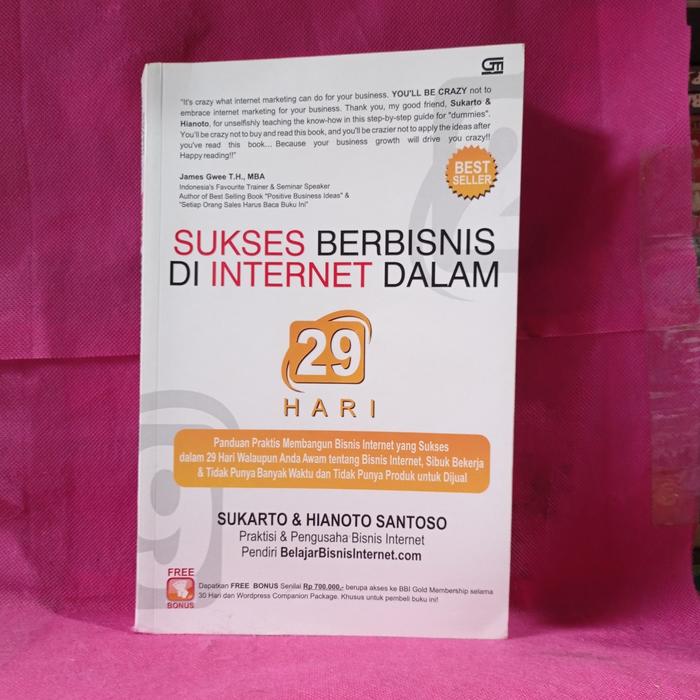 GM
"It's crazy what internet marketing can do for your business. YOU'LL BE CRAZY not to
embrace internet marketing for your business. Thank you, my good friend, Sukarto &
Hianoto, for unselfishly teaching the know-how in this step-by-step guide for "dummies".
You'll be crazy not to buy and read this book, and you'll be crazier not to apply the ideas after
you've read this book... Because your business growth will drive you crazy!!
Happy reading!!"
James Gwee T.H., MBA
Indonesia's Favourite Trainer & Seminar Speaker
Author of Best Selling Book "Positive Business Ideas" &
"Setiap Orang Sales Harus Baca Buku Ini"
BEST
SELLER
SUKSES BERBISNIS
DI INTERNET DALAM
29
HARI
Panduan Praktis Membangun Bisnis Internet yang Sukses
dalam 29 Hari Walaupun Anda Awam tentang Bisnis Internet, Sibuk Bekerja
& Tidak Punya Banyak Waktu dan Tidak Punya Produk untuk Dijual
SUKARTO & HIANOTO SANTOSO
Praktisi & Pengusaha Bisnis Internet
Pendiri BelajarBisnisInternet.com
FREE
BONUS
Dapatkan FREE BONUS Senilai Rp 700.000,- berupa akses ke BBI Gold Membership selama
30 Hari dan Wordpress Companion Package. Khusus untuk pembeli buku ini!